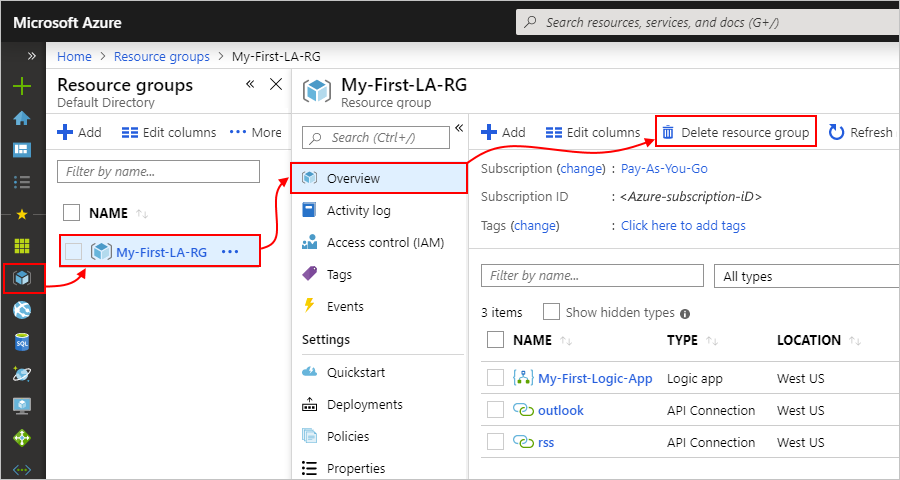 Microsoft Azure
Search resources, services, and docs (G+/)
»
Home > Resource groups > My-First-LA-RG
Resource groups
Default Directory
«
Add
Edit columns
More
Filter by name...
NAME
My-First-LA-RG
My-First-LA-RG
Resource group
Search (Ctrl+/)
«
Overview
Activity log
Access control (IAM)
Tags
Events
Settings
Quickstart
Deployments
Policies
Properties
Add
Edit columns
Delete resource group
Refresh
Subscription (change) : Pay-As-You-Go
Subscription ID : <Azure-subscription-iD>
Tags (change) : Click here to add tags
Filter by name...
All types
3 items
Show hidden types
NAME TYPE LOCATION
My-First-Logic-App Logic app West US
outlook API Connection West US
rss API Connection West US
SQL